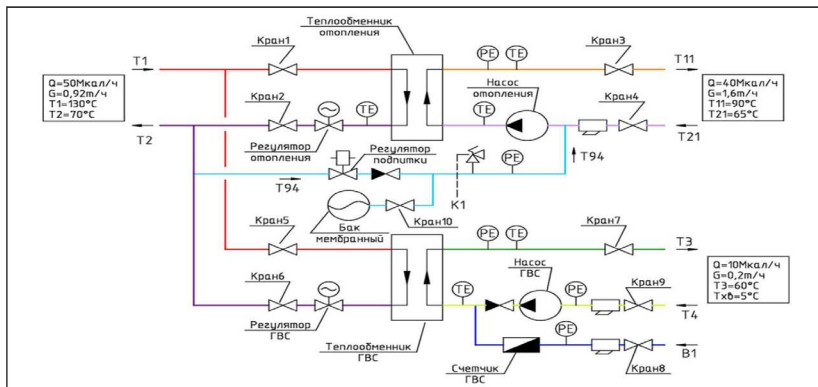 Теплообменник
отопления
T1
Кран1
PE
TE
Кран3
T11
Q=50Мкал/ч
G=0,92т/ч
T1=130°C
T2=70°C
Q=40Мкал/ч
G=1,6т/ч
T11=90°C
T21=65°C
Кран2
TE
TE
Насос
отопления
Кран4
T2
T21
Регулятор
отопления
Регулятор
подпитки
PE
T94
T94
K1
Бак
мембранный
Кран10
Кран5
PE
TE
Кран7
T3
Кран6
TE
Насос
ГВС
PE
Кран9
T4
Q=10Мкал/ч
G=0,2т/ч
T3=60°C
Tхв=5°C
Регулятор
ГВС
Теплообменник
ГВС
PE
Счетчик
ГВС
Кран8
B1